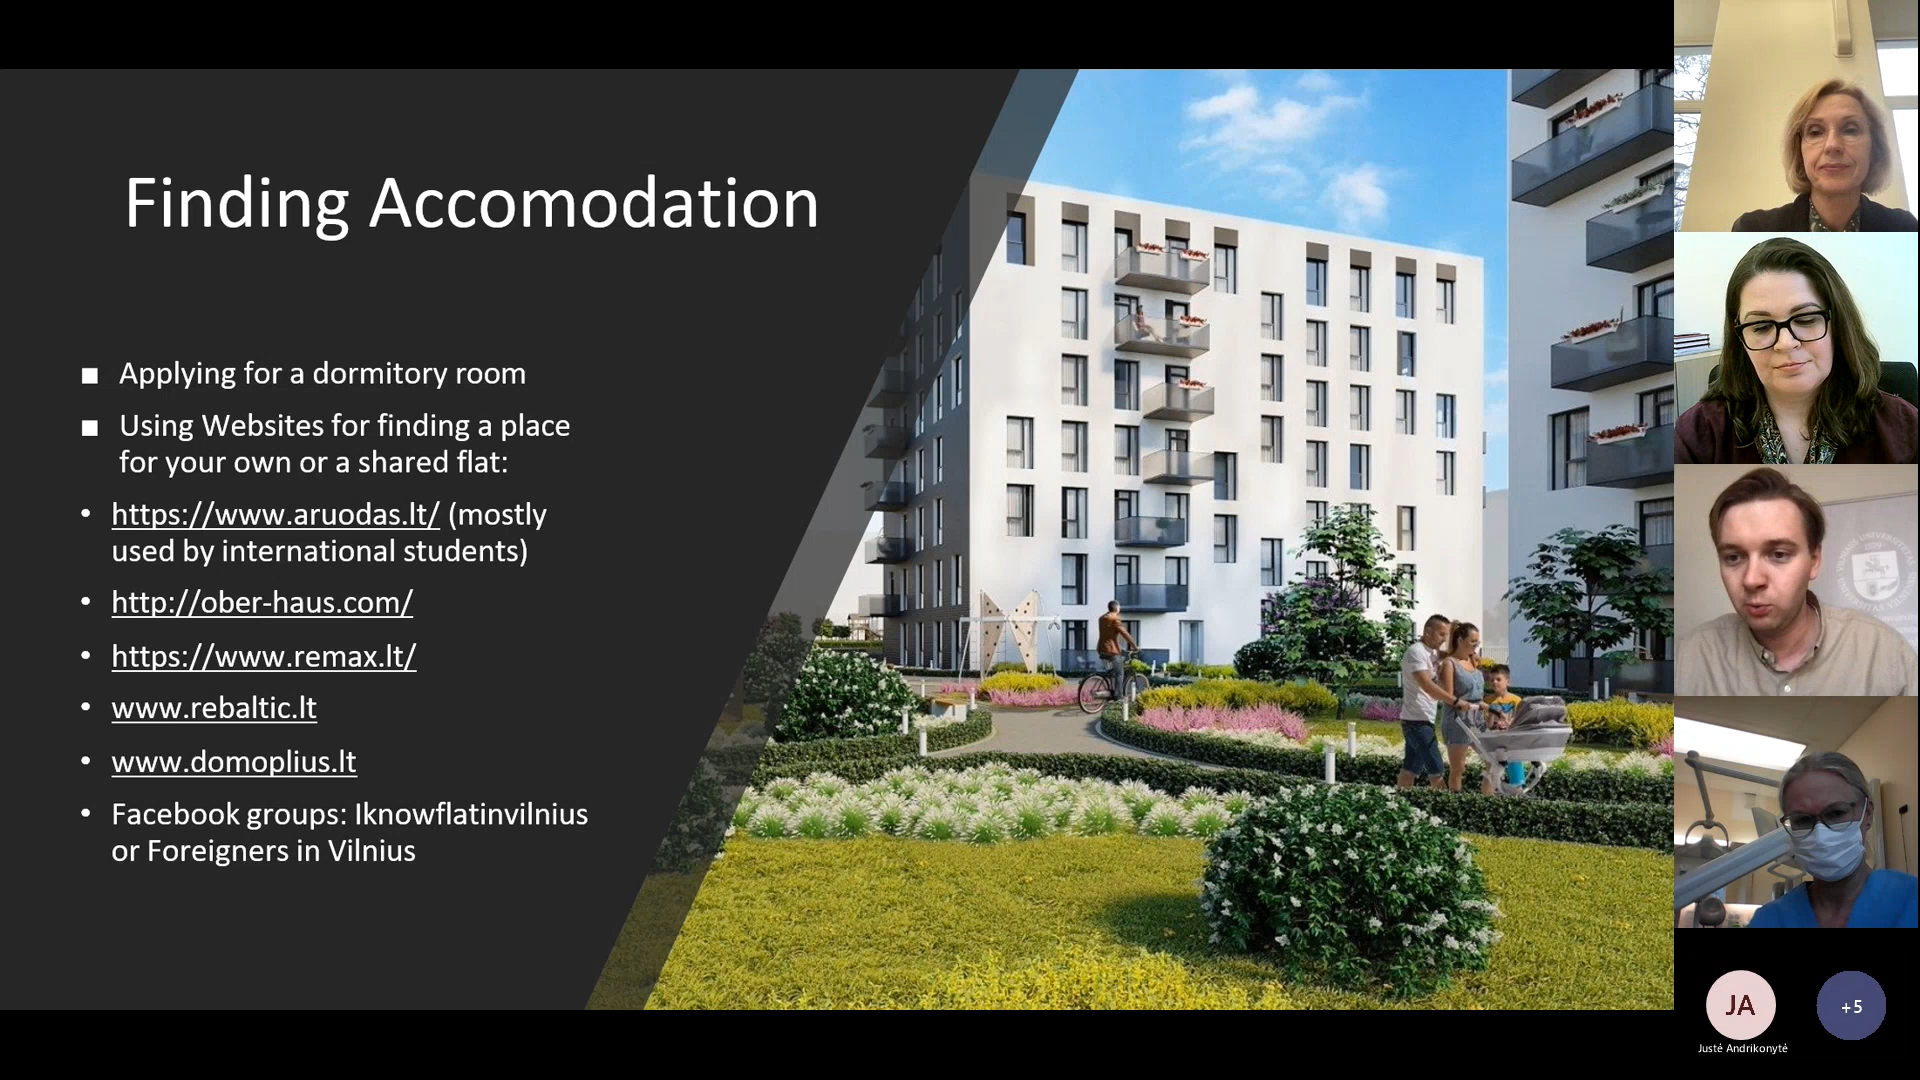 Finding Accomodation
■ Applying for a dormitory room
■ Using Websites for finding a place
for your own or a shared flat:
• https://www.aruodas.lt/ (mostly
used by international students)
• http://ober-haus.com/
• https://www.remax.lt/
• www.rebaltic.lt
• www.domoplius.lt
• Facebook groups: Iknowflatinvilnius
or Foreigners in Vilnius
JA
+5
Justė Andrikonytė